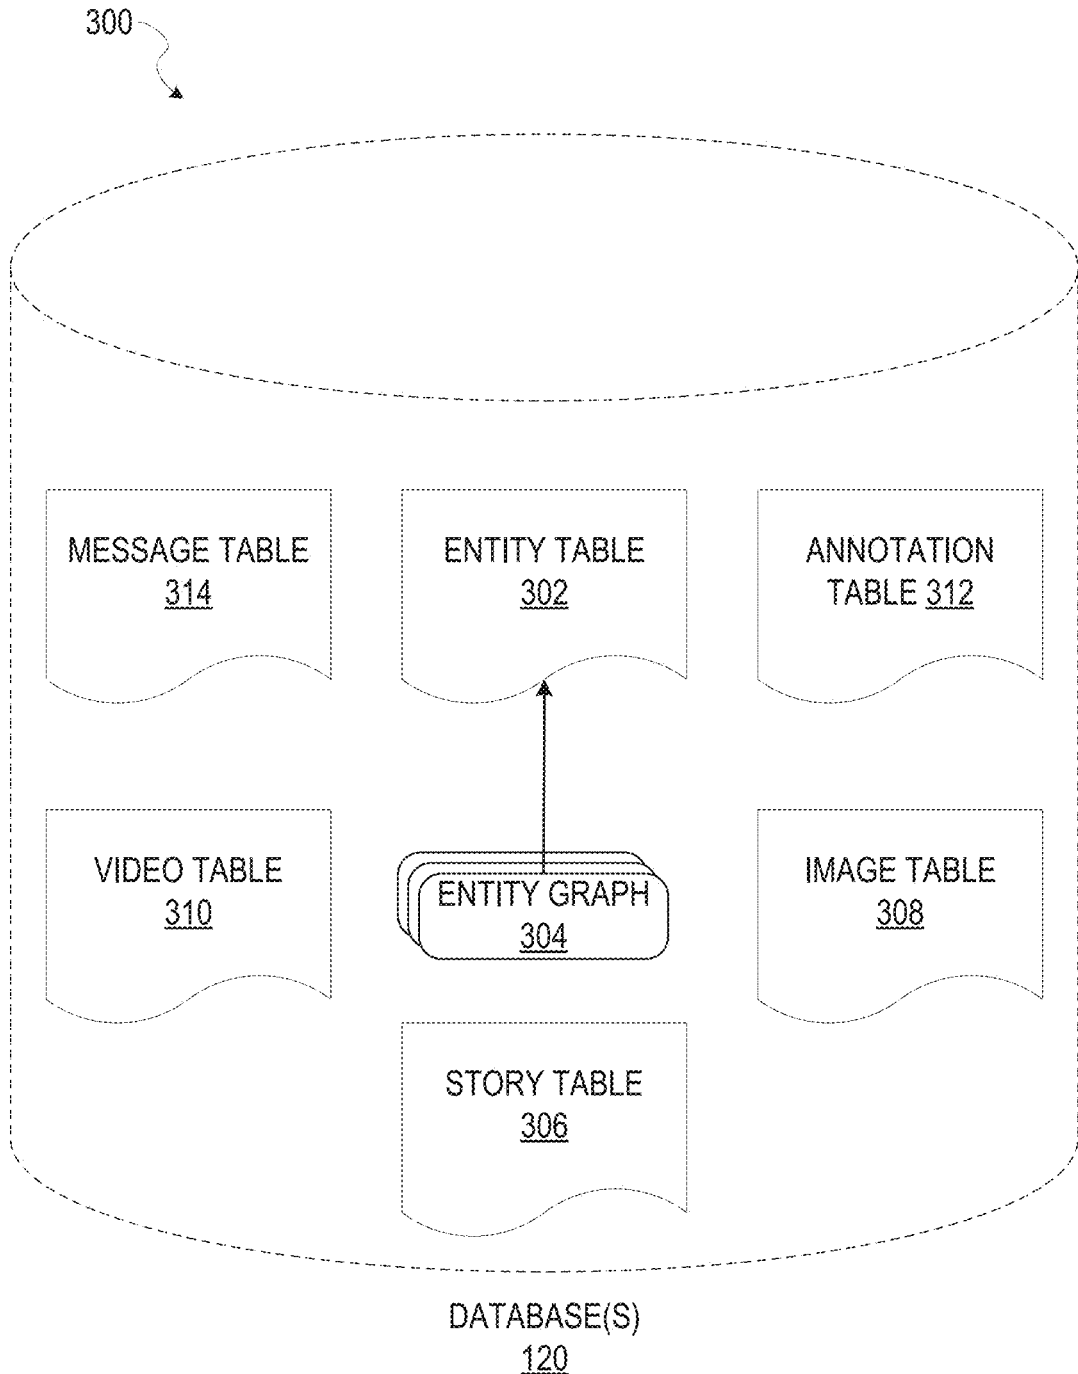 300
MESSAGE TABLE
314
ENTITY TABLE
302
ANNOTATION
TABLE 312
VIDEO TABLE
310
ENTITY GRAPH
304
IMAGE TABLE
308
STORY TABLE
306
DATABASE(S)
120